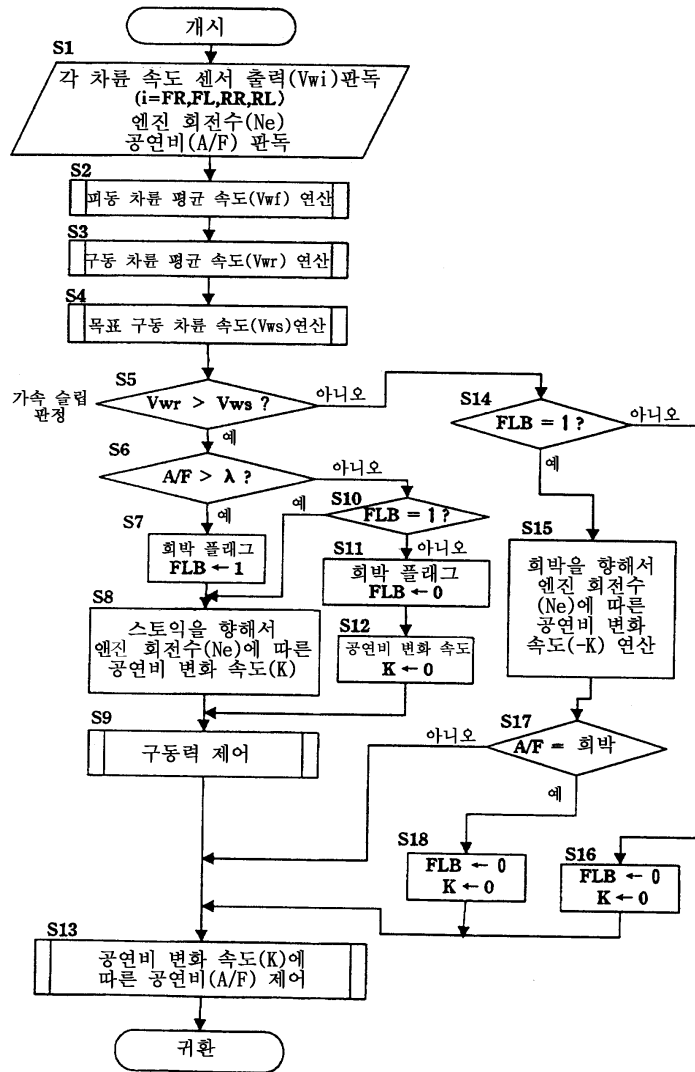 개시
S1
각 차륜 속도 센서 출력(Vwi)판독
(i=FR,FL,RR,RL)
엔진 회전수(Ne)
공연비(A/F) 판독
S2
피동 차륜 평균 속도(Vwf) 연산
S3
구동 차륜 평균 속도(Vwr) 연산
S4
목표 구동 차륜 속도(Vws)연산
S5
가속 슬립
판정
Vwr > Vws ?
아니오
예
S14
FLB = 1 ?
아니오
예
S6
A/F > λ ?
아니오
예
S10
FLB = 1 ?
예
아니오
S7
희박 플래그
FLB ← 1
S11
희박 플래그
FLB ← 0
S15
희박을 향해서
엔진 회전수
(Ne)에 따른
공연비 변화
속도(-K) 연산
S8
스토익을 향해서
엔진 회전수(Ne)에 따른
공연비 변화 속도(K)
S12
공연비 변화 속도
K ← 0
S9
구동력 제어
S17
A/F = 희박
아니오
예
S18
FLB ← 0
K ← 0
S16
FLB ← 0
K ← 0
S13
공연비 변화 속도(K)에
따른 공연비(A/F) 제어
귀환